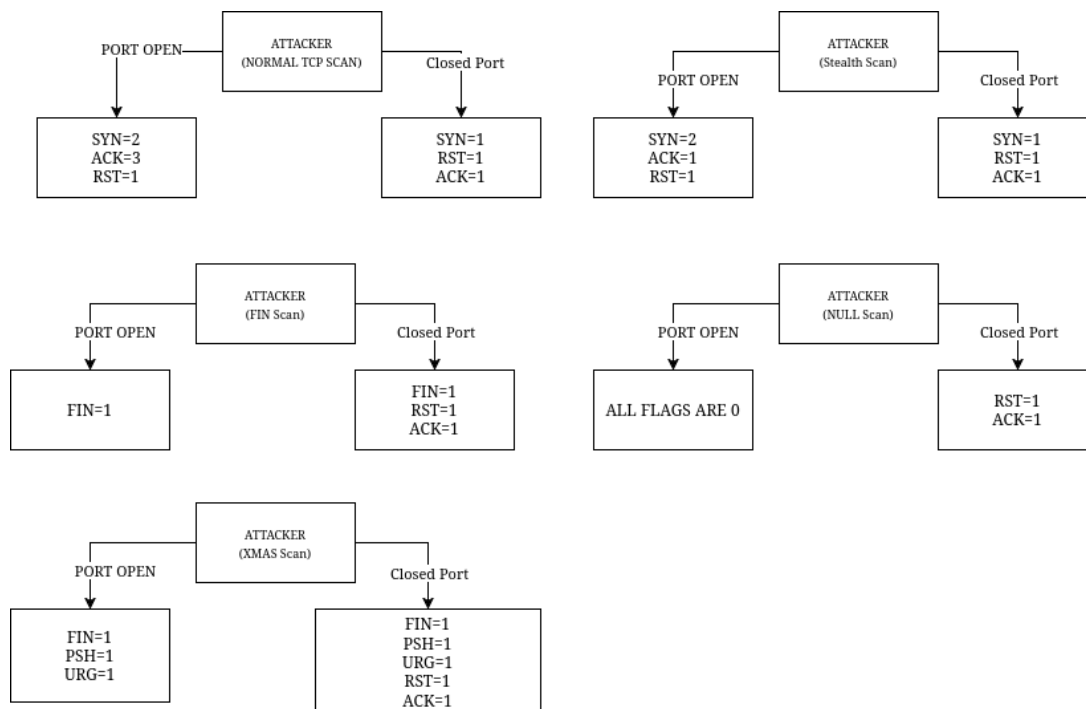 ATTACKER
(NORMAL TCP SCAN)
PORT OPEN
Closed Port
SYN=2
ACK=3
RST=1
SYN=1
RST=1
ACK=1
ATTACKER
(Stealth Scan)
PORT OPEN
Closed Port
SYN=2
ACK=1
RST=1
SYN=1
RST=1
ACK=1
ATTACKER
(FIN Scan)
PORT OPEN
Closed Port
FIN=1
FIN=1
RST=1
ACK=1
ATTACKER
(NULL Scan)
PORT OPEN
Closed Port
ALL FLAGS ARE 0
RST=1
ACK=1
ATTACKER
(XMAS Scan)
PORT OPEN
Closed Port
FIN=1
PSH=1
URG=1
FIN=1
PSH=1
URG=1
RST=1
ACK=1